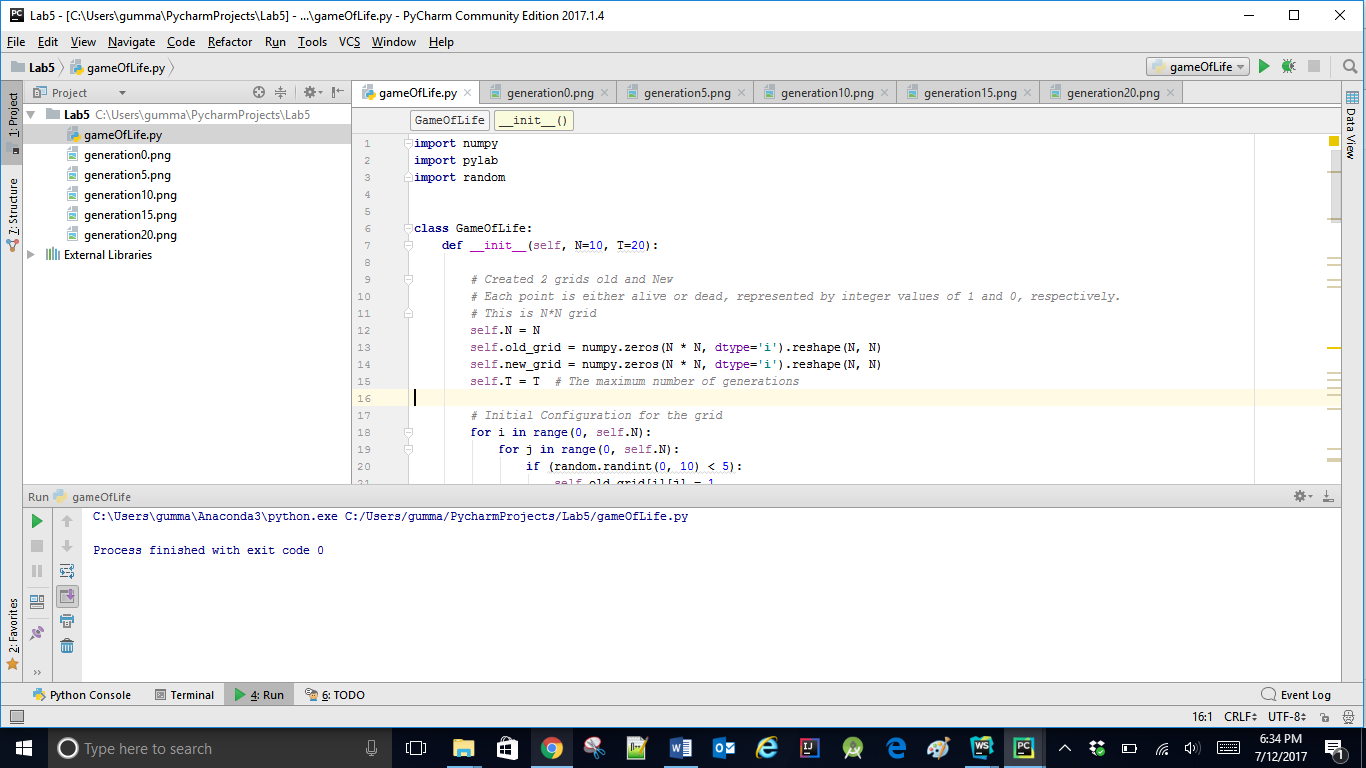 Lab5 - [C:\Users\gumma\PycharmProjects\Lab5] - ...\gameOfLife.py - PyCharm Community Edition 2017.1.4
File Edit View Navigate Code Refactor Run Tools VCS Window Help
Lab5 gameOfLife.py
gameOfLife
1: Project
7: Structure
2: Favorites
Project
Lab5 C:\Users\gumma\PycharmProjects\Lab5
gameOfLife.py
generation0.png
generation5.png
generation10.png
generation15.png
generation20.png
External Libraries
gameOfLife.py generation0.png generation5.png generation10.png generation15.png generation20.png
Data View
GameOfLife __init__()
1 import numpy
2 import pylab
3 import random
4
5
6 class GameOfLife:
7 def __init__(self, N=10, T=20):
8
9 # Created 2 grids old and New
10 # Each point is either alive or dead, represented by integer values of 1 and 0, respectively.
11 # This is N*N grid
12 self.N = N
13 self.old_grid = numpy.zeros(N * N, dtype='i').reshape(N, N)
14 self.new_grid = numpy.zeros(N * N, dtype='i').reshape(N, N)
15 self.T = T # The maximum number of generations
16
17 # Initial Configuration for the grid
18 for i in range(0, self.N):
19 for j in range(0, self.N):
20 if (random.randint(0, 10) < 5):
21 self.old_grid[i][j] = 1
Run gameOfLife
C:\Users\gumma\Anaconda3\python.exe C:/Users/gumma/PycharmProjects/Lab5/gameOfLife.py
Process finished with exit code 0
Python Console Terminal 4: Run 6: TODO Event Log
16:1 CRLF UTF-8
Type here to search
WS
PC
6:34 PM
7/12/2017
1